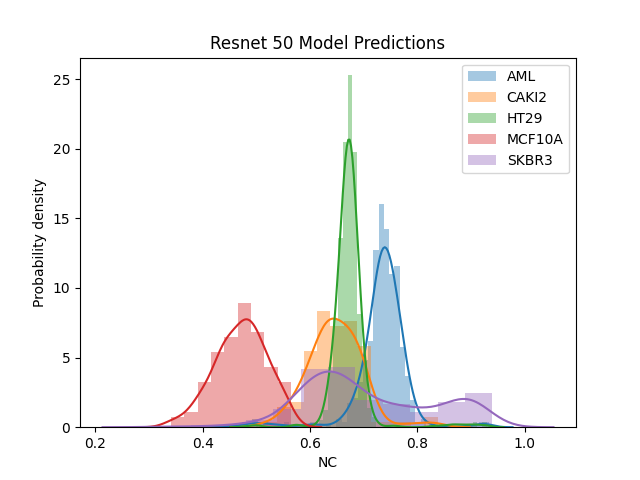 Resnet 50 Model Predictions
AML
CAKI2
HT29
MCF10A
SKBR3
Probability density
25
20
15
10
5
0
0.2 0.4 0.6 0.8 1.0
NC